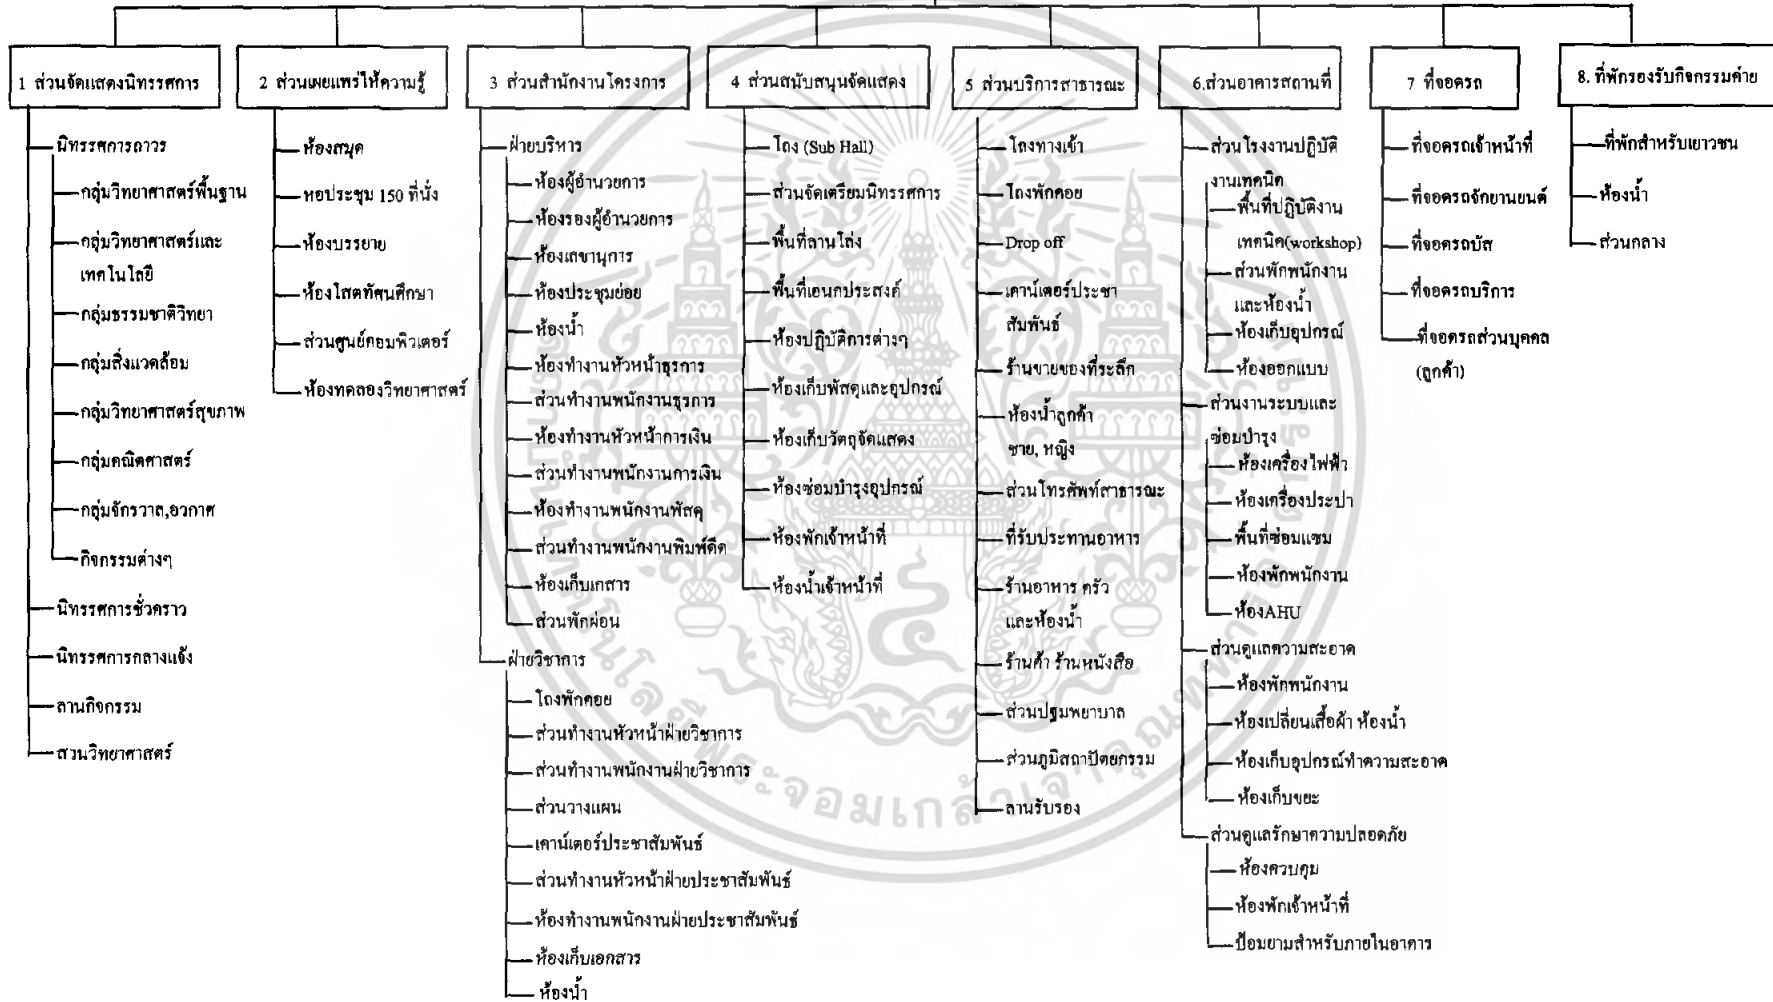 1 ส่วนจัดแสดงนิทรรศการ
นิทรรศการถาวร
กลุ่มวิทยาศาสตร์พื้นฐาน
กลุ่มวิทยาศาสตร์และ
เทคโนโลยี
กลุ่มธรรมชาติวิทยา
กลุ่มสิ่งแวดล้อม
กลุ่มวิทยาศาสตร์สุขภาพ
กลุ่มคณิตศาสตร์
กลุ่มจักรวาล,อวกาศ
กิจกรรมต่างๆ
นิทรรศการชั่วคราว
นิทรรศการกลางแจ้ง
ลานกิจกรรม
สวนวิทยาศาสตร์
2 ส่วนเผยแพร่ให้ความรู้
ห้องสมุด
หอประชุม 150 ที่นั่ง
ห้องบรรยาย
ห้องโสตทัศนศึกษา
ส่วนศูนย์คอมพิวเตอร์
ห้องทดลองวิทยาศาสตร์
3 ส่วนสำนักงานโครงการ
ฝ่ายบริหาร
ห้องผู้อำนวยการ
ห้องรองผู้อำนวยการ
ห้องเลขานุการ
ห้องประชุมย่อย
ห้องน้ำ
ห้องทำงานหัวหน้าธุรการ
ส่วนทำงานพนักงานธุรการ
ห้องทำงานหัวหน้าการเงิน
ส่วนทำงานพนักงานการเงิน
ห้องทำงานพนักงานพัสดุ
ส่วนทำงานพนักงานพิมพ์ดีด
ห้องเก็บเกสาร
ส่วนพักผ่อน
ฝ่ายวิชาการ
โถงพักคอย
ส่วนทำงานหัวหน้าฝ่ายวิชาการ
ส่วนทำงานพนักงานฝ่ายวิชาการ
ส่วนวางแผน
เคาน์เตอร์ประชาสัมพันธ์
ส่วนทำงานหัวหน้าฝ่ายประชาสัมพันธ์
ห้องทำงานพนักงานฝ่ายประชาสัมพันธ์
ห้องเก็บเอกสาร
ห้องน้ำ
4 ส่วนสนับสนุนจัดแสดง
โถง (Sub Hall)
ส่วนจัดเตรียมนิทรรศการ
พื้นที่ลานโล่ง
พื้นที่เอนกประสงค์
ห้องปฏิบัติการต่างๆ
ห้องเก็บพัสดุและอุปกรณ์
ห้องเก็บวัตถุจัดแสดง
ห้องซ่อมบำรุงอุปกรณ์
ห้องพักเจ้าหน้าที่
ห้องน้ำเจ้าหน้าที่
5 ส่วนบริการสาธารณะ
โถงทางเข้า
โถงพักคอย
Drop off
เคาน์เตอร์ประชา
สัมพันธ์
ร้านขายของที่ระลึก
ห้องน้ำลูกค้า
ชาย, หญิง
ส่วนโทรศัพท์สาธารณะ
ที่รับประทานอาหาร
ร้านอาหาร ครัว
และห้องน้ำ
ร้านค้า ร้านหนังสือ
ส่วนปฐมพยาบาล
ส่วนภูมิสถาปัตยกรรม
ลานรับรอง
6.ส่วนอาคารสถานที่
ส่วนโรงงานปฏิบัติ
งานเทคนิค
พื้นที่ปฏิบัติงาน
เทคนิค(workshop)
ส่วนพักพนักงาน
และห้องน้ำ
ห้องเก็บอุปกรณ์
ห้องออกแบบ
ส่วนงานระบบและ
ซ่อมบำรุง
ห้องเครื่องไฟฟ้า
ห้องเครื่องประปา
พื้นที่ซ่อมแซม
ห้องพักพนักงาน
ห้องAHU
ส่วนดูแลความสะอาด
ห้องพักพนักงาน
ห้องเปลี่ยนเสื้อผ้า ห้องน้ำ
ห้องเก็บอุปกรณ์ทำความสะอาด
ห้องเก็บขยะ
ส่วนดูแลรักษาความปลอดภัย
ห้องควบคุม
ห้องพักเจ้าหน้าที่
ป้อมยามสำหรับภายในอาคาร
7 ที่จอดรถ
ที่จอดรถเจ้าหน้าที่
ที่จอดรถจักยานยนต์
ที่จอดรถบัส
ที่จอดรถบริการ
ที่จอดรถส่วนบุคคล
(ลูกค้า)
8. ที่พักรองรับกิจกรรมค่าย
ที่พักสำหรับเยาวชน
ห้องน้ำ
ส่วนกลาง